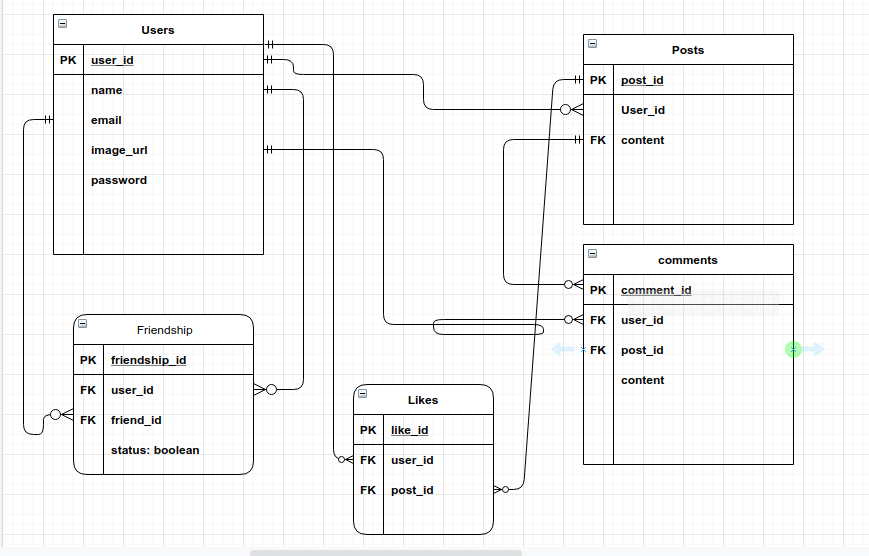 Users
PK user_id
name
email
image_url
password
Posts
PK post_id
User_id
FK content
comments
PK comment_id
FK user_id
FK post_id
content
Friendship
PK friendship_id
FK user_id
FK friend_id
status: boolean
Likes
PK like_id
FK user_id
FK post_id